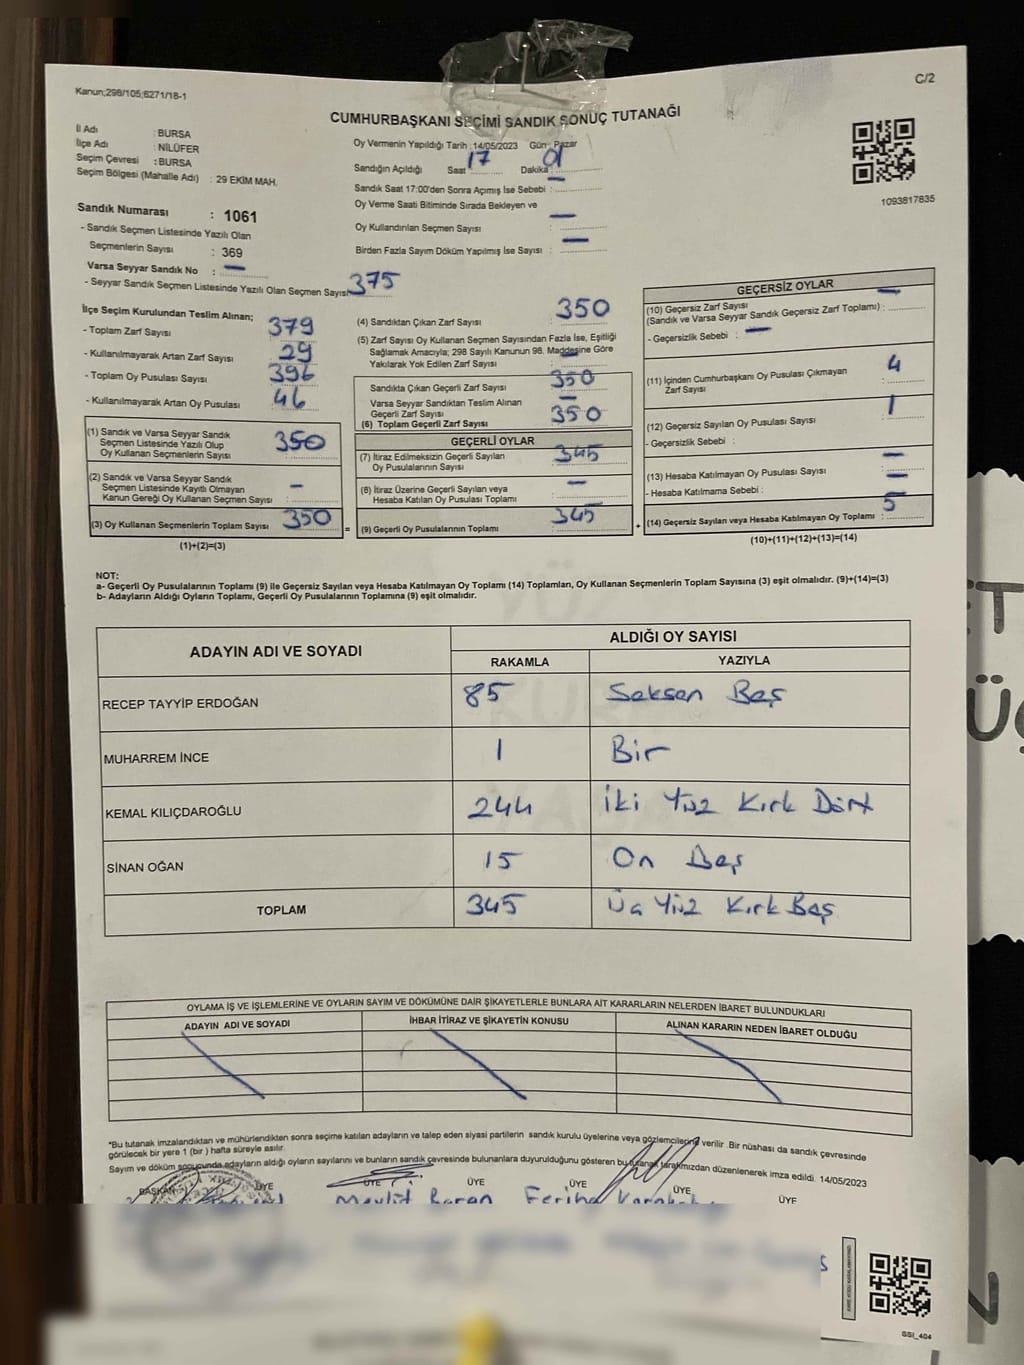 Kanun;298/105;6271/18-1
C/2
CUMHURBAŞKANI SEÇİMİ SANDIK SONUÇ TUTANAĞI
İl Adı : BURSA
İlçe Adı : NİLÜFER
Seçim Çevresi : BURSA
Seçim Bölgesi (Mahalle Adı) : 29 EKİM MAH.
Sandık Numarası : 1061
- Sandık Seçmen Listesinde Yazılı Olan
Seçmenlerin Sayısı : 369
Varsa Seyyar Sandık No : —
- Seyyar Sandık Seçmen Listesinde Yazılı Olan Seçmen Sayısı 375
Oy Vermenin Yapıldığı Tarih :14/05/2023 Gün : Pazar
Sandığın Açıldığı Saat 17 Dakika 01
Sandık Saat 17:00'den Sonra Açımış İse Sebebi : —
Oy Verme Saati Bitiminde Sırada Bekleyen ve
Oy Kullandırılan Seçmen Sayısı : —
Birden Fazla Sayım Döküm Yapılmış İse Sayısı : —
1093817835
İlçe Seçim Kurulundan Teslim Alınan;
- Toplam Zarf Sayısı : 379
- Kullanılmayarak Artan Zarf Sayısı : 29
- Toplam Oy Pusulası Sayısı : 396
- Kullanılmayarak Artan Oy Pusulası : 46
(1) Sandık ve Varsa Seyyar Sandık
Seçmen Listesinde Yazılı Olup
Oy Kullanan Seçmenlerin Sayısı : 350
(2) Sandık ve Varsa Seyyar Sandık
Seçmen Listesinde Kayıtlı Olmayan
Kanun Gereği Oy Kullanan Seçmen Sayısı : —
(3) Oy Kullanan Seçmenlerin Toplam Sayısı : 350
(1)+(2)=(3)
(4) Sandıktan Çıkan Zarf Sayısı : 350
(5) Zarf Sayısı Oy Kullanan Seçmen Sayısından Fazla İse, Eşitliği
Sağlamak Amacıyla; 298 Sayılı Kanunun 98. Maddesine Göre
Yakılarak Yok Edilen Zarf Sayısı : —
Sandıkta Çıkan Geçerli Zarf Sayısı : 350
Varsa Seyyar Sandıktan Teslim Alınan
Geçerli Zarf Sayısı : —
(6) Toplam Geçerli Zarf Sayısı : 350
GEÇERLİ OYLAR
(7) İtiraz Edilmeksizin Geçerli Sayılan
Oy Pusulalarının Sayısı : 345
(8) İtiraz Üzerine Geçerli Sayılan veya
Hesaba Katılan Oy Pusulası Toplamı : —
= (9) Geçerli Oy Pusulalarının Toplamı : 345
GEÇERSİZ OYLAR
(10) Geçersiz Zarf Sayısı
(Sandık ve Varsa Seyyar Sandık Geçersiz Zarf Toplamı) : —
- Geçersizlik Sebebi : —
(11) İçinden Cumhurbaşkanı Oy Pusulası Çıkmayan
Zarf Sayısı : 4
(12) Geçersiz Sayılan Oy Pusulası Sayısı : 1
- Geçersizlik Sebebi :
(13) Hesaba Katılmayan Oy Pusulası Sayısı : —
- Hesaba Katılmama Sebebi : —
+ (14) Geçersiz Sayılan veya Hesaba Katılmayan Oy Toplamı : 5
(10)+(11)+(12)+(13)=(14)
NOT:
a- Geçerli Oy Pusulalarının Toplamı (9) ile Geçersiz Sayılan veya Hesaba Katılmayan Oy Toplamı (14) Toplamları, Oy Kullanan Seçmenlerin Toplam Sayısına (3) eşit olmalıdır. (9)+(14)=(3)
b- Adayların Aldığı Oyların Toplamı, Geçerli Oy Pusulalarının Toplamına (9) eşit olmalıdır.
ADAYIN ADI VE SOYADI ALDIĞI OY SAYISI
RAKAMLA YAZIYLA
RECEP TAYYİP ERDOĞAN 85 Seksen Beş
MUHARREM İNCE 1 Bir
KEMAL KILIÇDAROĞLU 244 İki Yüz Kırk Dört
SİNAN OĞAN 15 On Beş
TOPLAM 345 Üç Yüz Kırk Beş
OYLAMA İŞ VE İŞLEMLERİNE VE OYLARIN SAYIM VE DÖKÜMÜNE DAİR ŞİKAYETLERLE BUNLARA AİT KARARLARIN NELERDEN İBARET BULUNDUKLARI
ADAYIN ADI VE SOYADI İHBAR İTİRAZ VE ŞİKAYETİN KONUSU ALINAN KARARIN NEDEN İBARET OLDUĞU
*Bu tutanak imzalandıktan ve mühürlendikten sonra seçime katılan adayların ve talep eden siyasi partilerin sandık kurulu üyelerine veya gözlemcilerine verilir. Bir nüshası da sandık çevresinde
görülecek bir yere 1 (bir) hafta süreyle asılır.
Sayım ve döküm sonucunda adayların aldığı oyların sayılarını ve bunların sandık çevresinde bulunanlara duyurulduğunu gösteren bu tutanak tarafımızdan düzenlenerek imza edildi. 14/05/2023
BAŞKAN ÜYE ÜYE ÜYE ÜYE ÜYE ÜYE
Mevlüt Baran Feriha
SSI_404